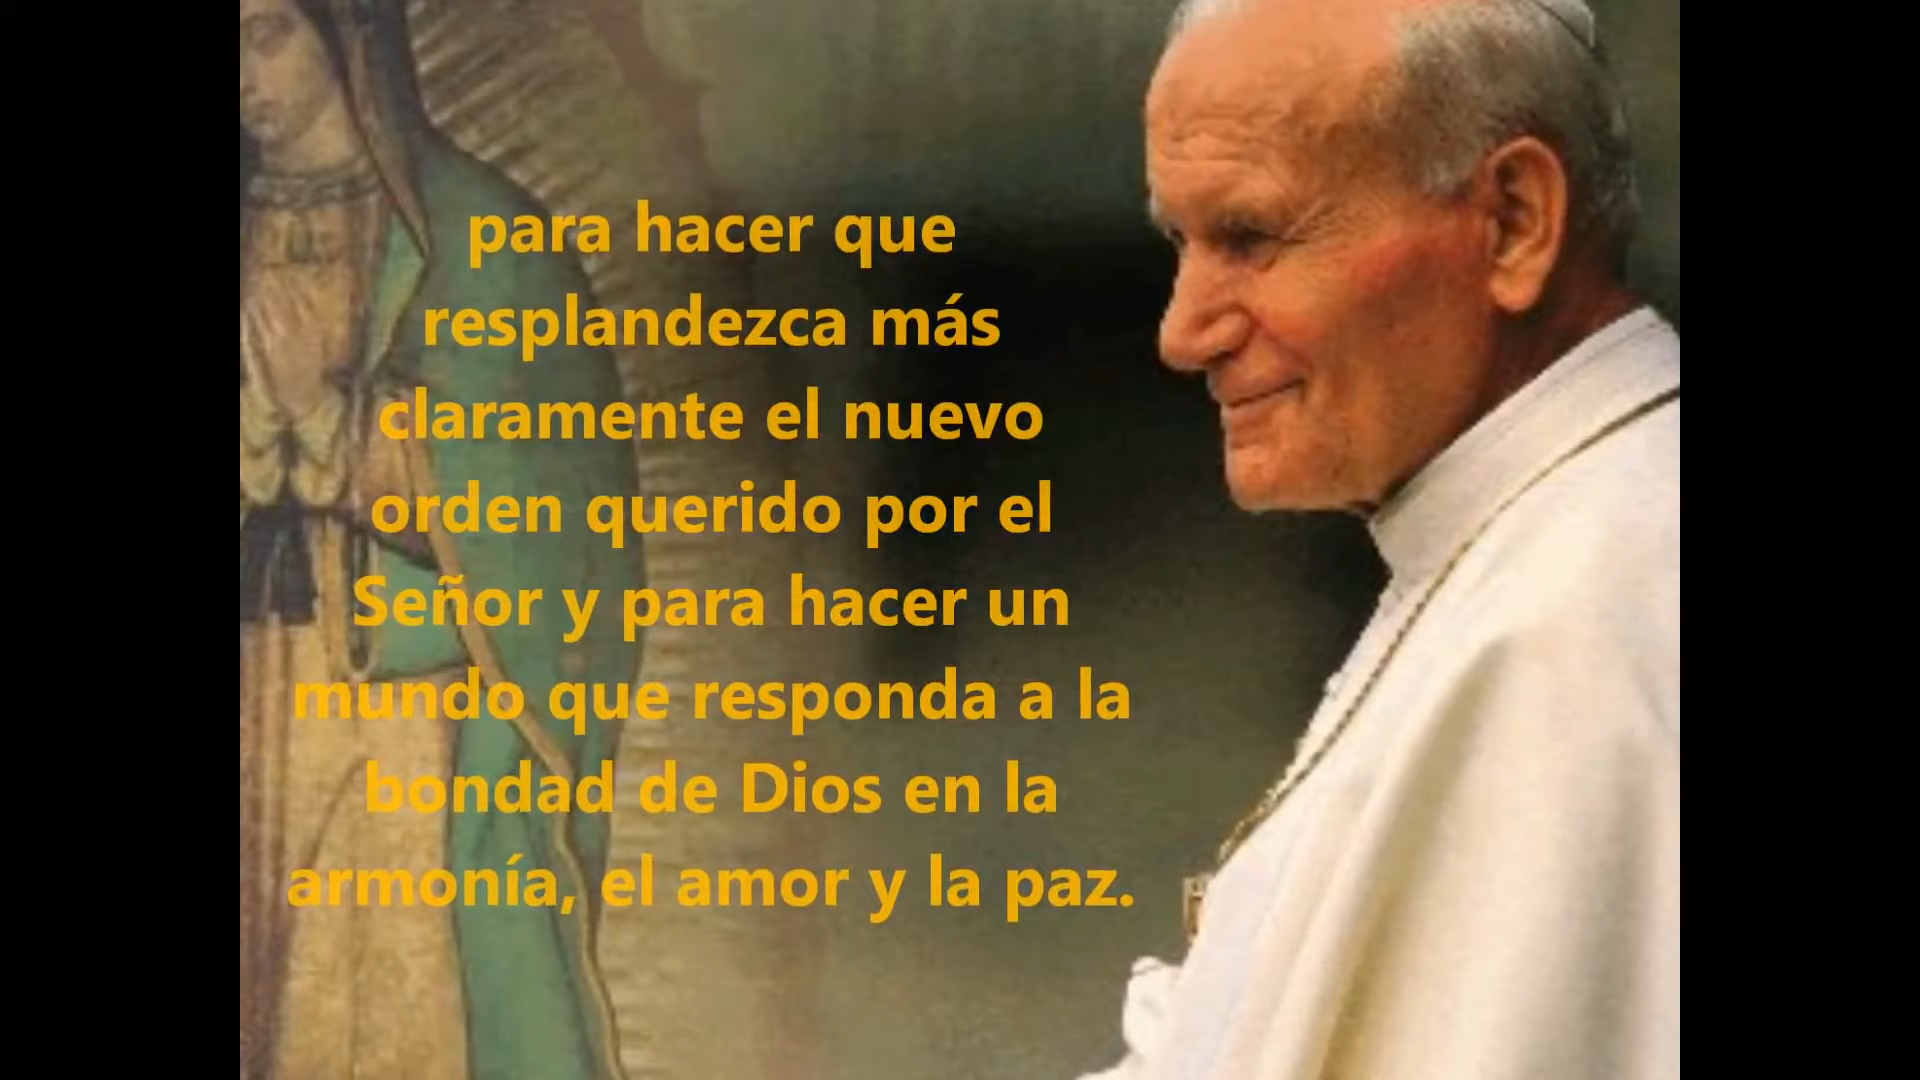 para hacer que
resplandezca más
claramente el nuevo
orden querido por el
Señor y para hacer un
mundo que responda a la
bondad de Dios en la
armonía, el amor y la paz.